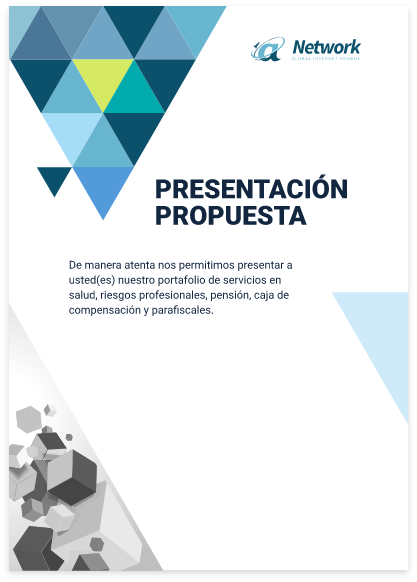 Network
GLOBAL INTERNET SYMBOL
PRESENTACIÓN
PROPUESTA
De manera atenta nos permitimos presentar a
usted(es) nuestro portafolio de servicios en
salud, riesgos profesionales, pensión, caja de
compensación y parafiscales.